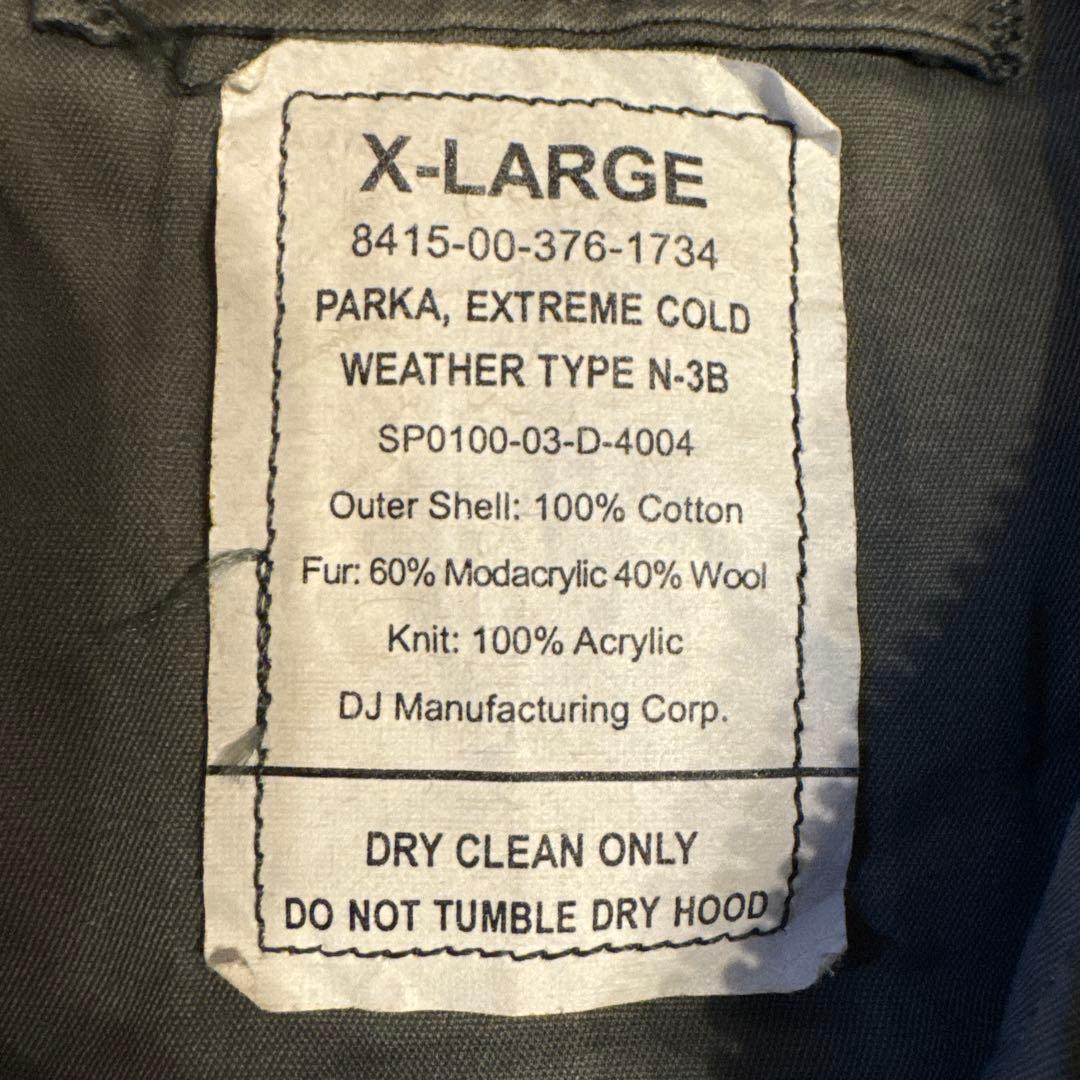 X-LARGE
8415-00-376-1734
PARKA, EXTREME COLD
WEATHER TYPE N-3B
SP0100-03-D-4004
Outer Shell: 100% Cotton
Fur: 60% Modacrylic 40% Wool
Knit: 100% Acrylic
DJ Manufacturing Corp.
DRY CLEAN ONLY
DO NOT TUMBLE DRY HOOD